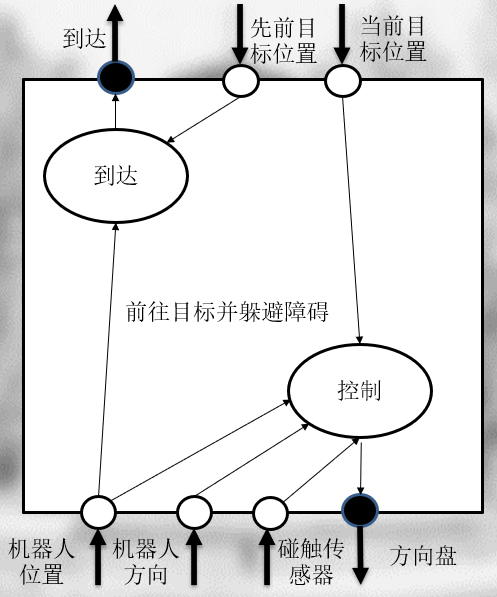 到达
先前目
标位置
当前目
标位置
到达
前往目标并躲避障碍
控制
机器人
位置
机器人
方向
碰触传
感器
方向盘